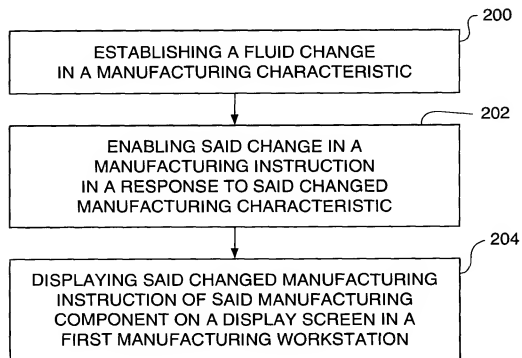 200
ESTABLISHING A FLUID CHANGE
IN A MANUFACTURING CHARACTERISTIC
202
ENABLING SAID CHANGE IN A
MANUFACTURING INSTRUCTION
IN A RESPONSE TO SAID CHANGED
MANUFACTURING CHARACTERISTIC
204
DISPLAYING SAID CHANGED MANUFACTURING
INSTRUCTION OF SAID MANUFACTURING
COMPONENT ON A DISPLAY SCREEN IN A
FIRST MANUFACTURING WORKSTATION